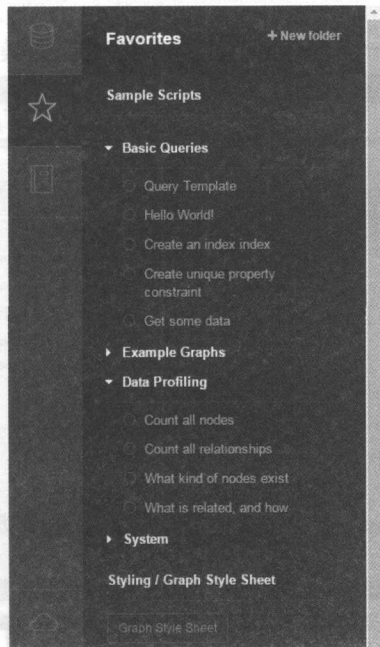 Favorites
+ New folder
Sample Scripts
Basic Queries
Query Template
Hello World!
Create an index index
Create unique property
constraint
Get some data
Example Graphs
Data Profiling
Count all nodes
Count all relationships
What kind of nodes exist
What is related, and how
System
Styling / Graph Style Sheet
Graph Style Sheet